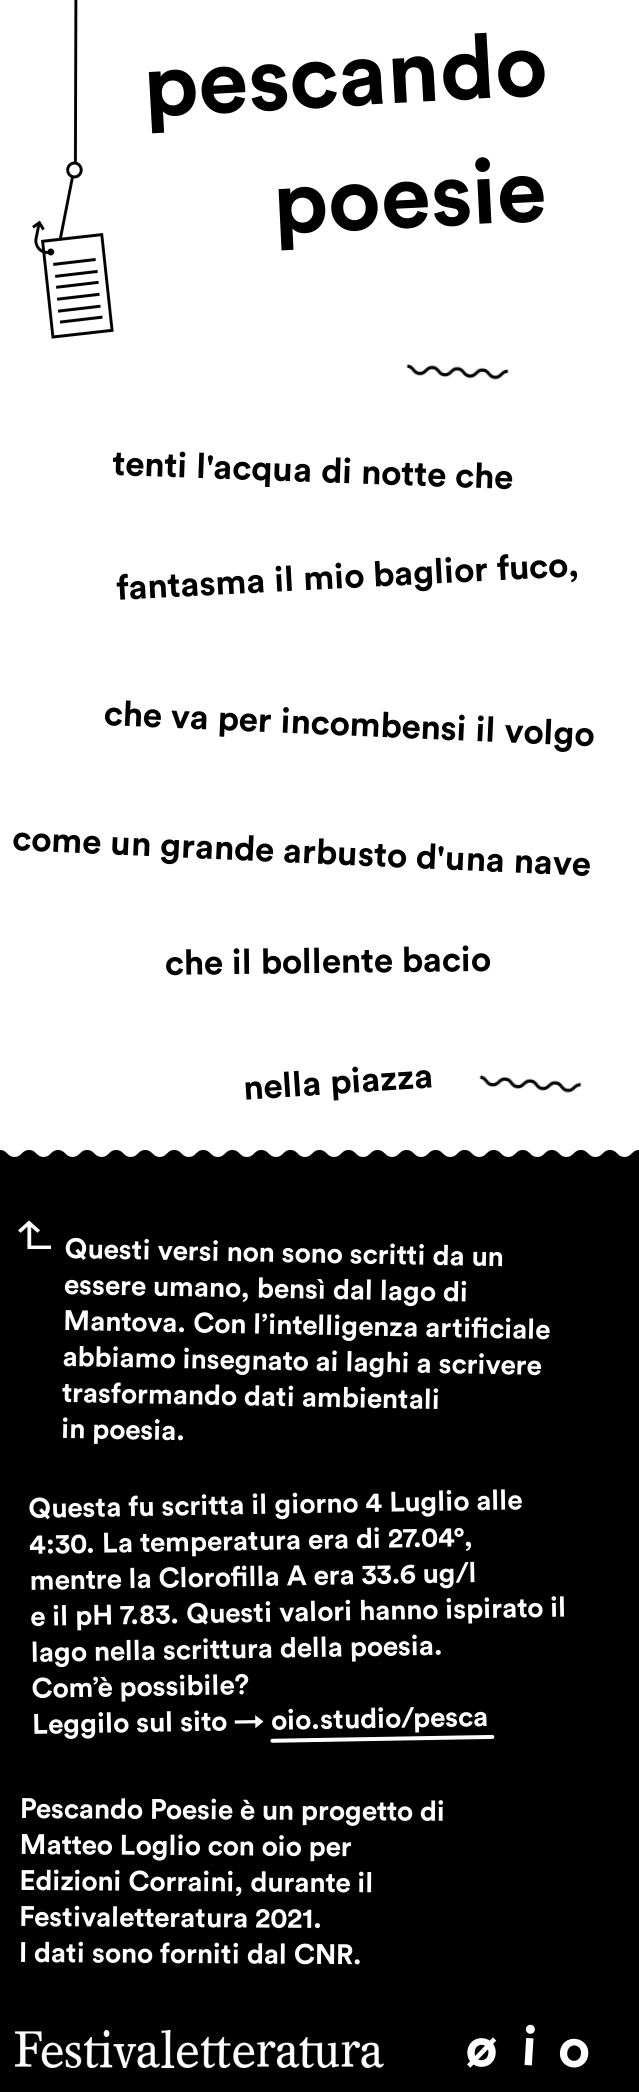 pescando
poesie
tenti l'acqua di notte che
fantasma il mio baglior fuco,
che va per incombensi il volgo
come un grande arbusto d'una nave
che il bollente bacio
nella piazza
Questi versi non sono scritti da un
essere umano, bensì dal lago di
Mantova. Con l’intelligenza artificiale
abbiamo insegnato ai laghi a scrivere
trasformando dati ambientali
in poesia.
Questa fu scritta il giorno 4 Luglio alle
4:30. La temperatura era di 27.04°,
mentre la Clorofilla A era 33.6 ug/l
e il pH 7.83. Questi valori hanno ispirato il
lago nella scrittura della poesia.
Com’è possibile?
Leggilo sul sito → oio.studio/pesca
Pescando Poesie è un progetto di
Matteo Loglio con oio per
Edizioni Corraini, durante il
Festivaletteratura 2021.
I dati sono forniti dal CNR.
Festivaletteratura ø i o